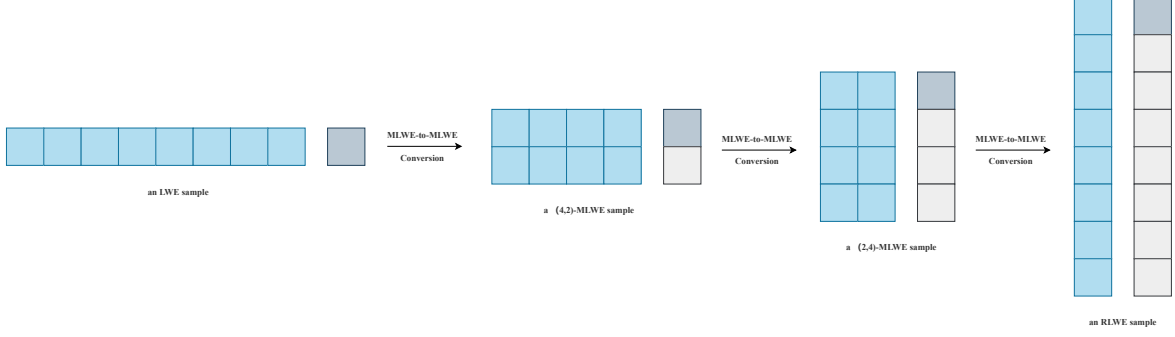 MLWE-to-MLWE
Conversion
an LWE sample
MLWE-to-MLWE
Conversion
a （4,2)-MLWE sample
MLWE-to-MLWE
Conversion
a （2,4)-MLWE sample
an RLWE sample